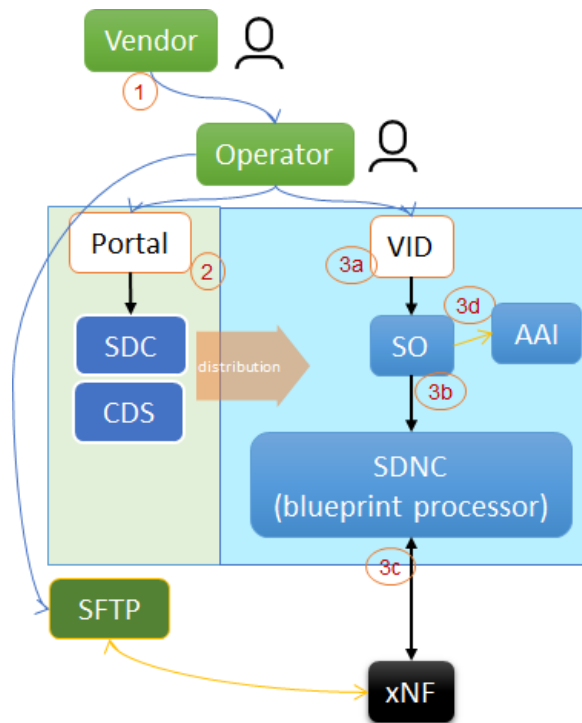 Vendor
1
Operator
Portal
2
3a
VID
3d
SDC
distribution
SO
AAI
CDS
3b
SDNC
(blueprint processor)
3c
SFTP
xNF